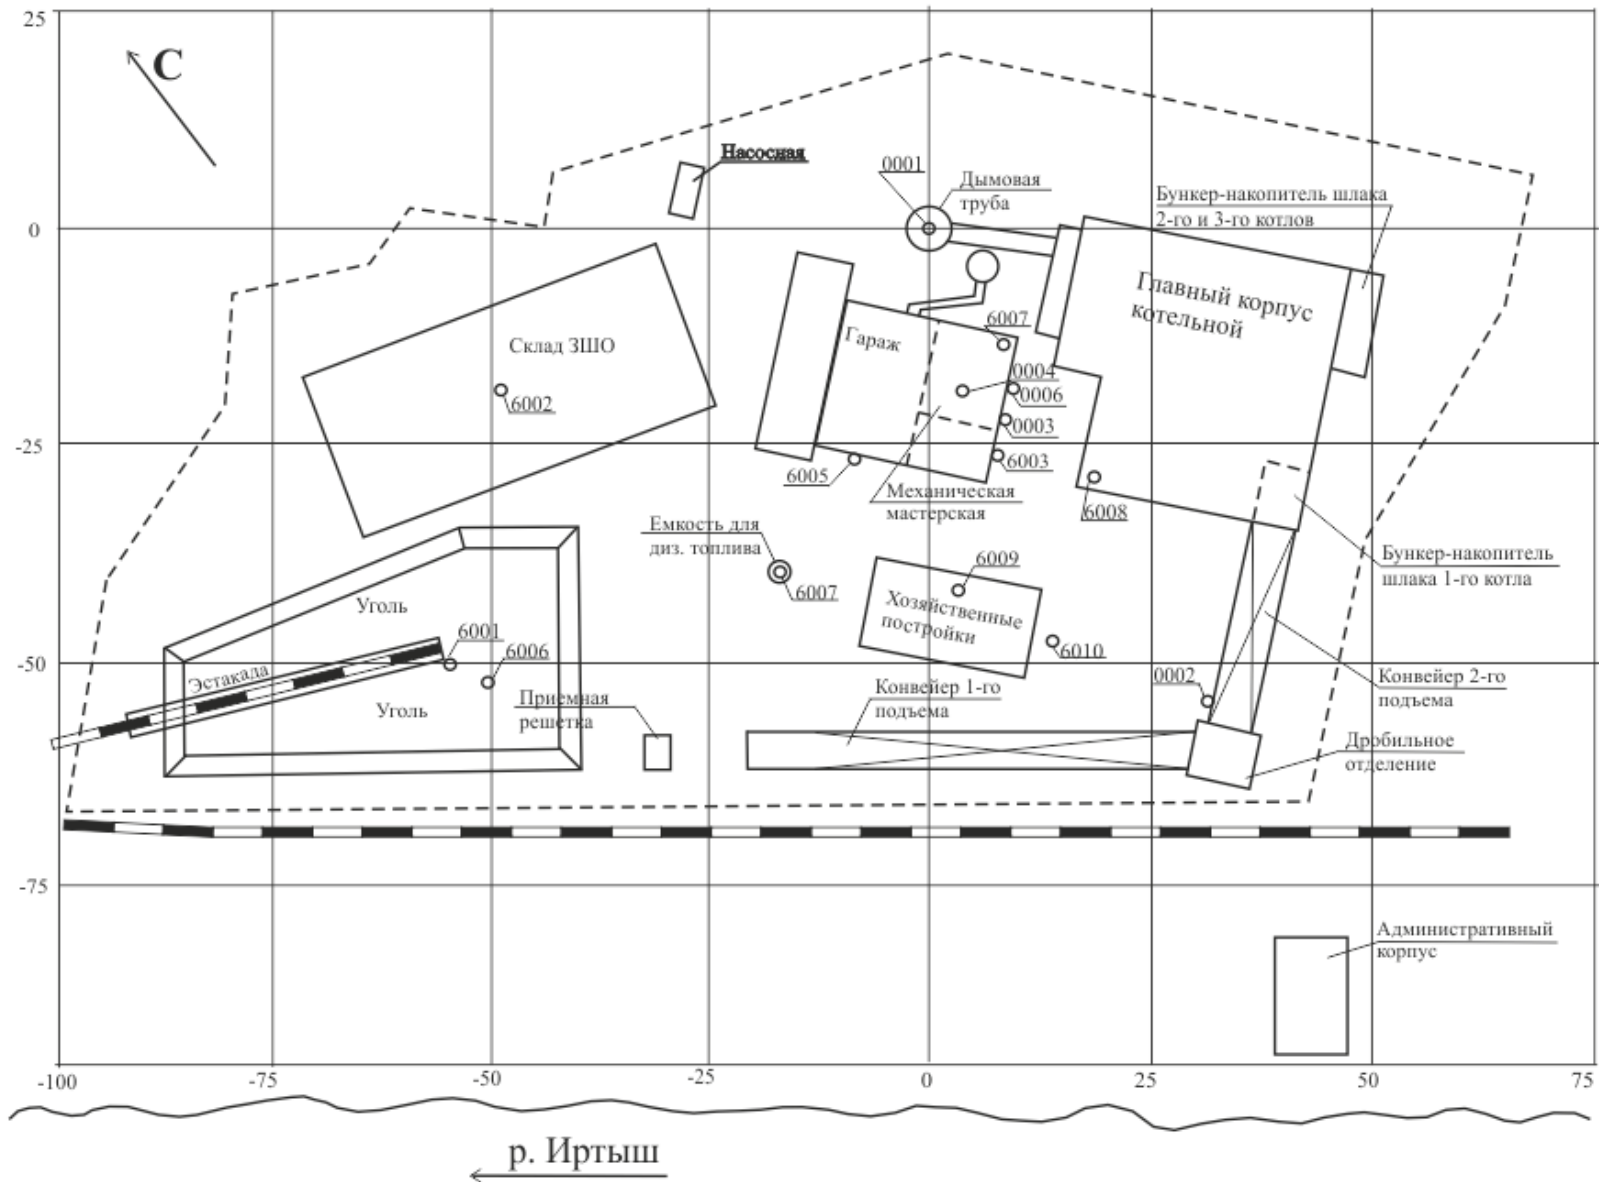 25
С
Насосная
0001
Дымовая
труба
Бункер-накопитель шлака
2-го и 3-го котлов
0
Главный корпус
котельной
6007
Гараж
Склад ЗШО
0004
6002
0006
0003
-25
6003
6005
Механическая
мастерская
6008
Емкость для
диз. топлива
6007
6009
Бункер-накопитель
шлака 1-го котла
Уголь
Хозяйственные
постройки
6001
6006
6010
-50
Эстакада
Уголь
Приемная
решетка
Конвейер 1-го
подъема
0002
Конвейер 2-го
подъема
Дробильное
отделение
-75
Административный
корпус
-100
-75
-50
-25
0
25
50
75
р. Иртыш